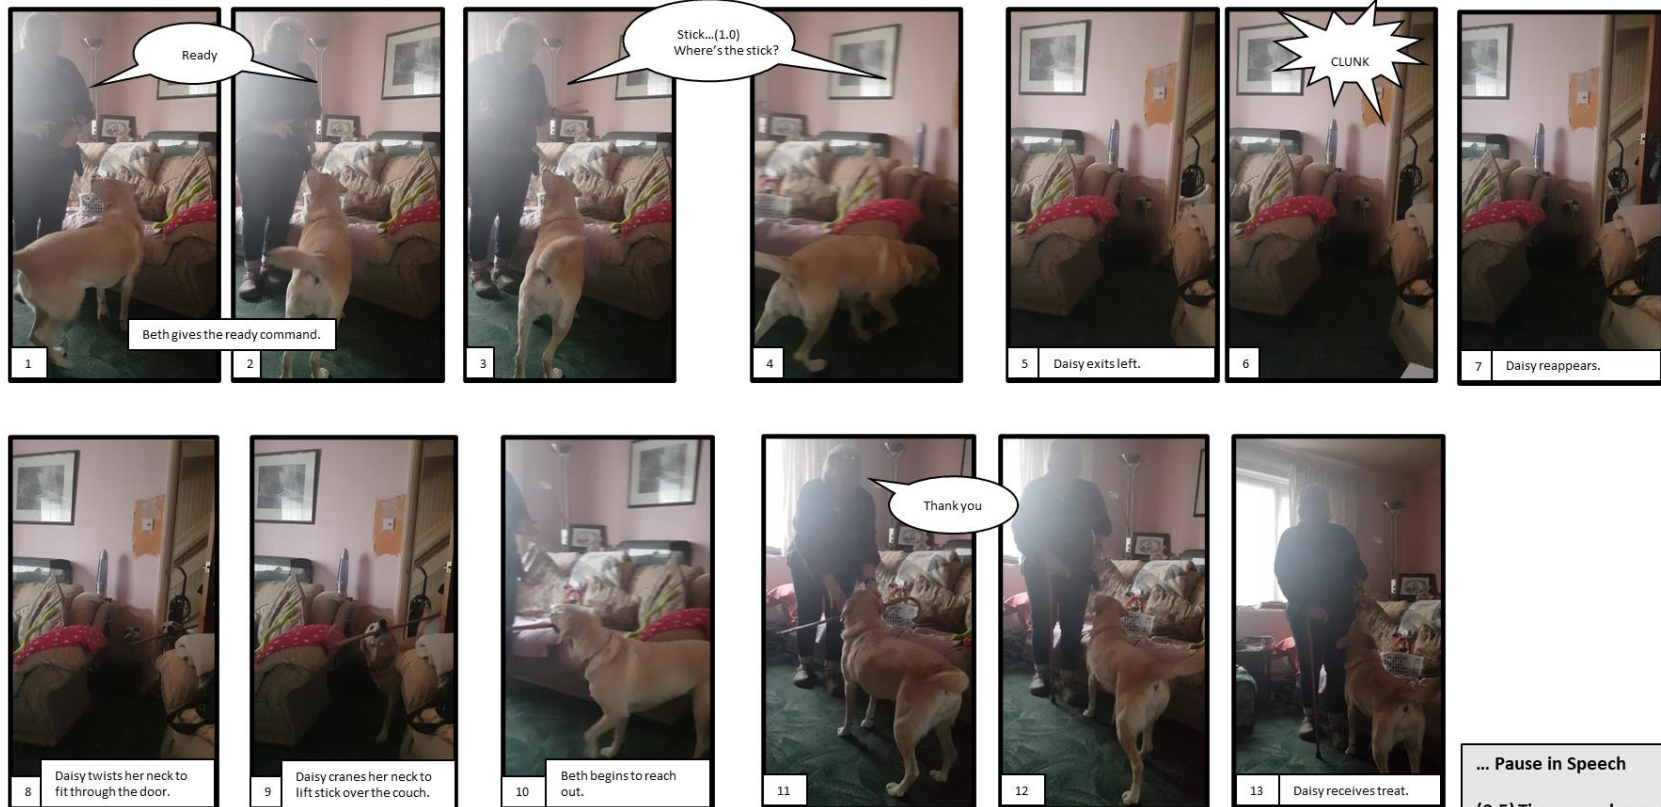 Ready
Stick...(1.0)
Where's the stick?
CLUNK
Beth gives the ready command.
1
2
3
4
5 Daisy exits left.
6
7 Daisy reappears.
Thank you
8 Daisy twists her neck to
fit through the door.
9 Daisy cranes her neck to
lift stick over the couch.
10 Beth begins to reach
out.
11
12
13 Daisy receives treat.
... Pause in Speech